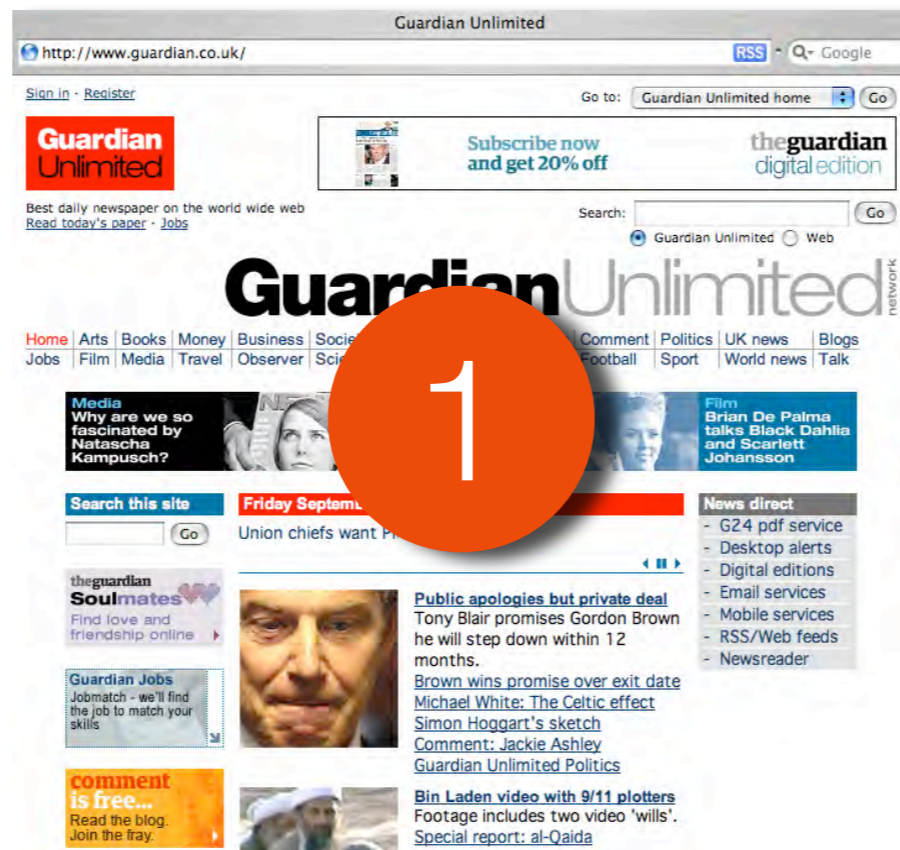 Guardian Unlimited
http://www.guardian.co.uk/
RSS
Google
Sign in · Register
Go to: Guardian Unlimited home Go
Guardian
Unlimited
Subscribe now
and get 20% off
theguardian
digital edition
Best daily newspaper on the world wide web
Read today's paper · Jobs
Search: Go
Guardian Unlimited Web
GuardianUnlimited network
Home Arts Books Money Business Comment Politics UK news Blogs
Jobs Film Media Travel Observer Football Sport World news Talk
1
Media
Why are we so
fascinated by
Natascha
Kampusch?
Film
Brian De Palma
talks Black Dahlia
and Scarlett
Johansson
Search this site
Go
theguardian
Soulmates
Find love and
friendship online
Guardian Jobs
Jobmatch - we'll find
the job to match your
skills
comment
is free...
Read the blog.
Join the fray.
Friday
Union chiefs want
Public apologies but private deal
Tony Blair promises Gordon Brown
he will step down within 12
months.
Brown wins promise over exit date
Michael White: The Celtic effect
Simon Hoggart's sketch
Comment: Jackie Ashley
Guardian Unlimited Politics
Bin Laden video with 9/11 plotters
Footage includes two video 'wills'.
Special report: al-Qaida
News direct
- G24 pdf service
- Desktop alerts
- Digital editions
- Email services
- Mobile services
- RSS/Web feeds
- Newsreader